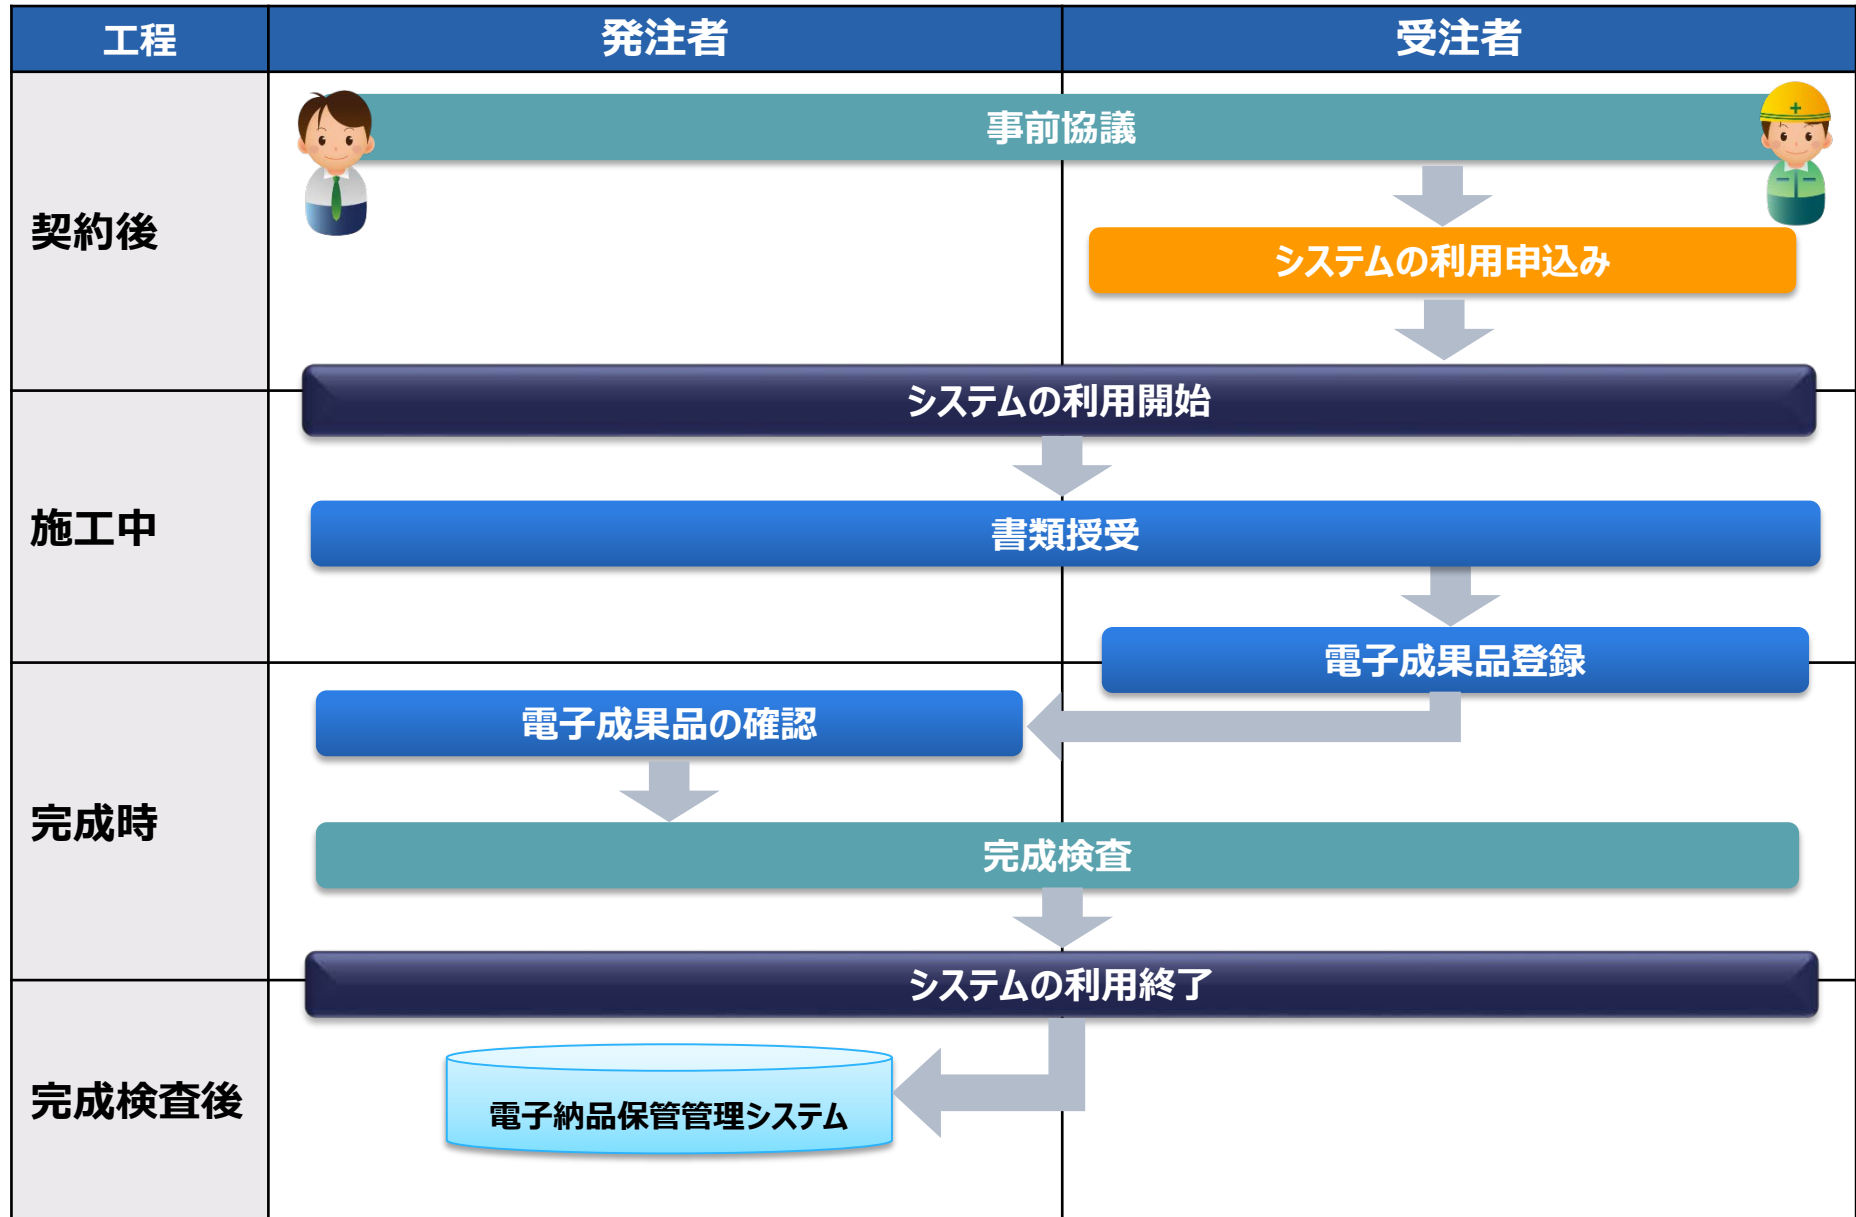 工程
発注者
受注者
契約後
事前協議
システムの利用申込み
システムの利用開始
施工中
書類授受
電子成果品登録
完成時
電子成果品の確認
完成検査
システムの利用終了
完成検査後
電子納品保管管理システム